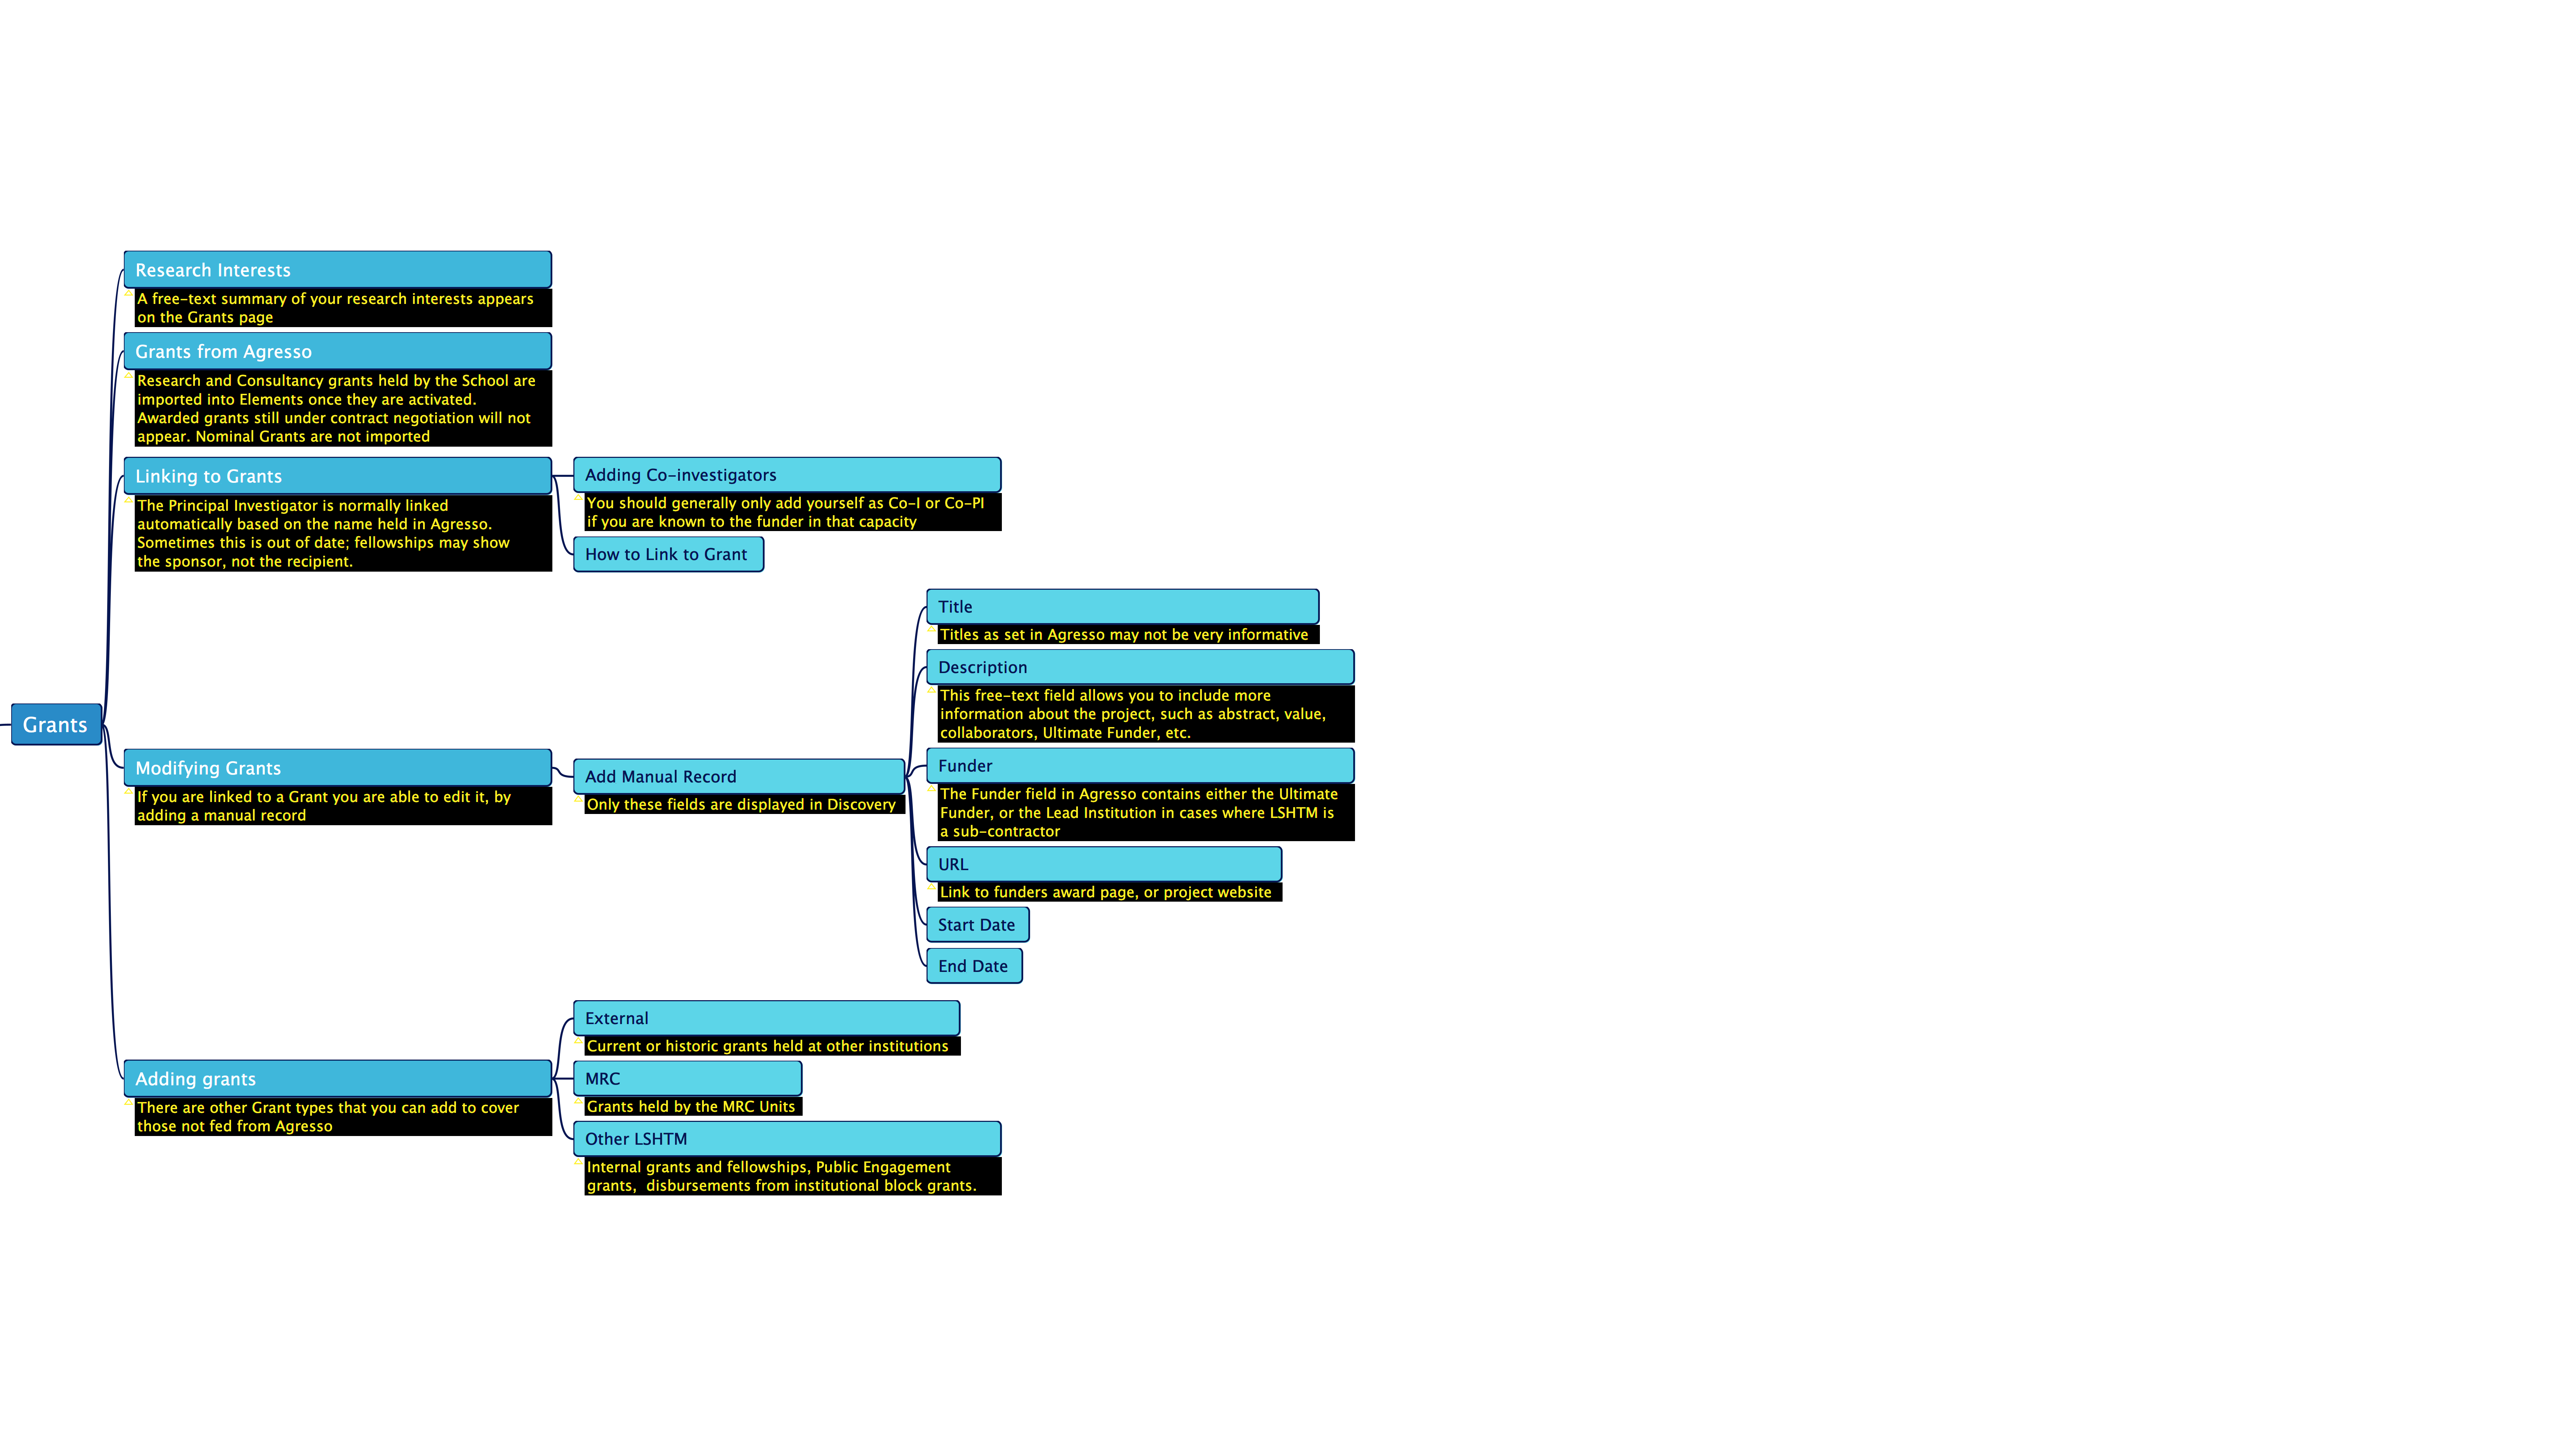 Grants
Research Interests
A free-text summary of your research interests appears
on the Grants page
Grants from Agresso
Research and Consultancy grants held by the School are
imported into Elements once they are activated.
Awarded grants still under contract negotiation will not
appear. Nominal Grants are not imported
Linking to Grants
The Principal Investigator is normally linked
automatically based on the name held in Agresso.
Sometimes this is out of date; fellowships may show
the sponsor, not the recipient.
Adding Co-investigators
You should generally only add yourself as Co-I or Co-PI
if you are known to the funder in that capacity
How to Link to Grant
Modifying Grants
If you are linked to a Grant you are able to edit it, by
adding a manual record
Add Manual Record
Only these fields are displayed in Discovery
Title
Titles as set in Agresso may not be very informative
Description
This free-text field allows you to include more
information about the project, such as abstract, value,
collaborators, Ultimate Funder, etc.
Funder
The Funder field in Agresso contains either the Ultimate
Funder, or the Lead Institution in cases where LSHTM is
a sub-contractor
URL
Link to funders award page, or project website
Start Date
End Date
Adding grants
There are other Grant types that you can add to cover
those not fed from Agresso
External
Current or historic grants held at other institutions
MRC
Grants held by the MRC Units
Other LSHTM
Internal grants and fellowships, Public Engagement
grants,  disbursements from institutional block grants.